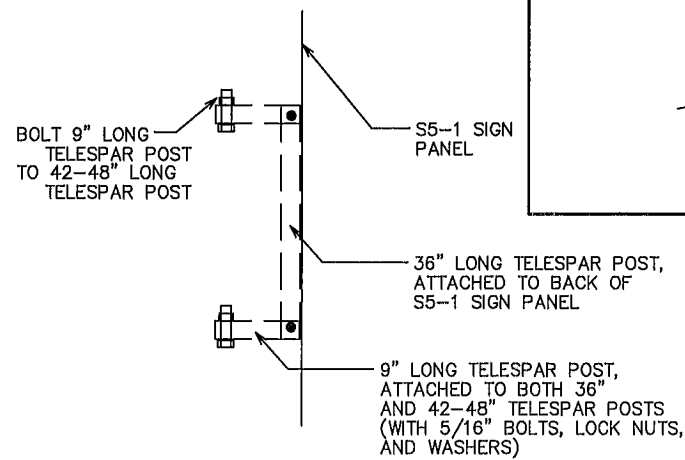 BOLT 9" LONG
TELESPAR POST
TO 42-48" LONG
TELESPAR POST
S5-1 SIGN
PANEL
36" LONG TELESPAR POST,
ATTACHED TO BACK OF
S5-1 SIGN PANEL
9" LONG TELESPAR POST,
ATTACHED TO BOTH 36"
AND 42-48" TELESPAR POSTS
(WITH 5/16" BOLTS, LOCK NUTS,
AND WASHERS)